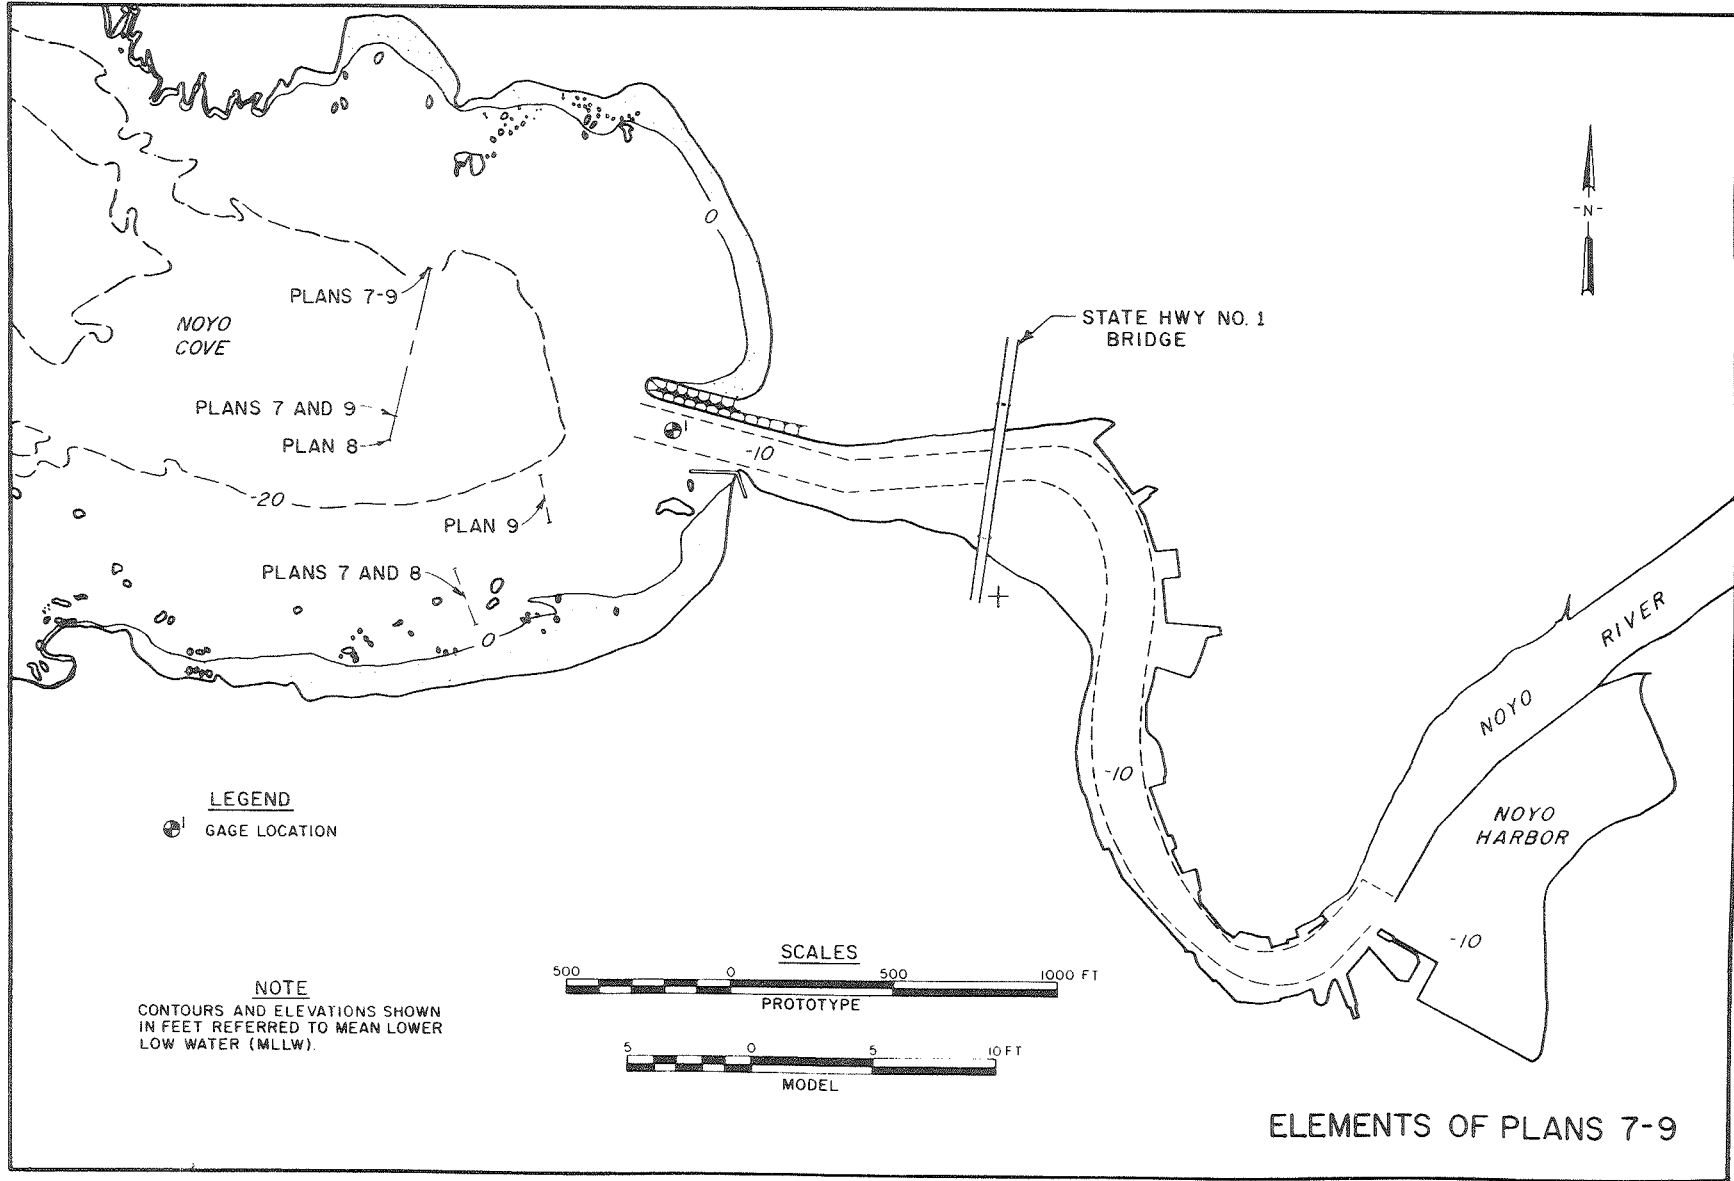 0
0
-N-
PLANS 7-9
STATE HWY NO. 1
BRIDGE
NOYO
COVE
PLANS 7 AND 9
PLAN 8
1
-10
-20
PLAN 9
PLANS 7 AND 8
0
NOYO RIVER
-10
LEGEND
1 GAGE LOCATION
NOYO
HARBOR
-10
NOTE
CONTOURS AND ELEVATIONS SHOWN
IN FEET REFERRED TO MEAN LOWER
LOW WATER (MLLW).
SCALES
500 0 500 1000 FT
PROTOTYPE
5 0 5 10 FT
MODEL
ELEMENTS OF PLANS 7-9